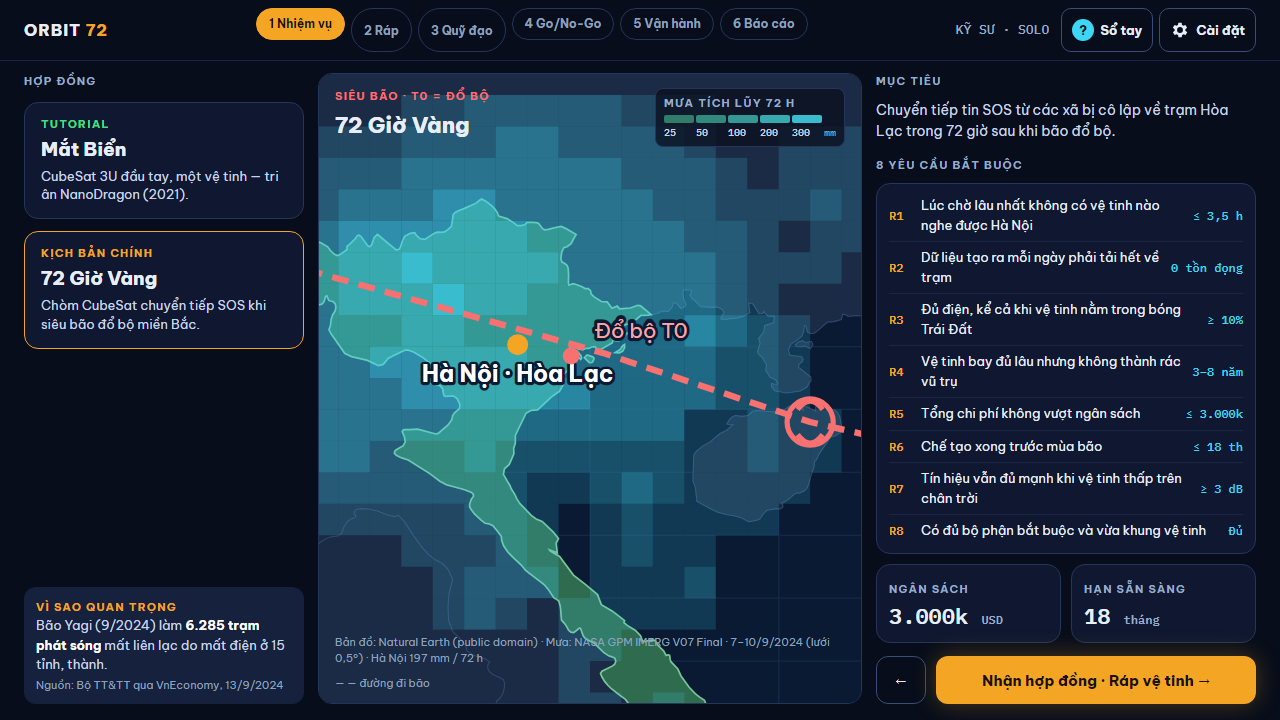 ORBIT 72
1 Nhiệm vụ
2 Ráp
3 Quỹ đạo
4 Go/No-Go
5 Vận hành
6 Báo cáo
KỸ SƯ · SOLO
? Sổ tay
Cài đặt
HỢP ĐỒNG
TUTORIAL
Mắt Biển
CubeSat 3U đầu tay, một vệ tinh — tri
ân NanoDragon (2021).
KỊCH BẢN CHÍNH
72 Giờ Vàng
Chòm CubeSat chuyển tiếp SOS khi
siêu bão đổ bộ miền Bắc.
VÌ SAO QUAN TRỌNG
Bão Yagi (9/2024) làm 6.285 trạm
phát sóng mất liên lạc do mất điện ở 15
tỉnh, thành.
Nguồn: Bộ TT&TT qua VnEconomy, 13/9/2024
SIÊU BÃO · T0 = ĐỔ BỘ
72 Giờ Vàng
MƯA TÍCH LŨY 72 H
25 50 100 200 300 mm
Đổ bộ T0
Hà Nội · Hòa Lạc
Bản đồ: Natural Earth (public domain) · Mưa: NASA GPM IMERG V07 Final · 7–10/9/2024 (lưới
0,5°) · Hà Nội 197 mm / 72 h
— — đường đi bão
MỤC TIÊU
Chuyển tiếp tin SOS từ các xã bị cô lập về trạm Hòa
Lạc trong 72 giờ sau khi bão đổ bộ.
8 YÊU CẦU BẮT BUỘC
R1 Lúc chờ lâu nhất không có vệ tinh nào
nghe được Hà Nội ≤ 3,5 h
R2 Dữ liệu tạo ra mỗi ngày phải tải hết về
trạm 0 tồn đọng
R3 Đủ điện, kể cả khi vệ tinh nằm trong bóng
Trái Đất ≥ 10%
R4 Vệ tinh bay đủ lâu nhưng không thành rác
vũ trụ 3–8 năm
R5 Tổng chi phí không vượt ngân sách ≤ 3.000k
R6 Chế tạo xong trước mùa bão ≤ 18 th
R7 Tín hiệu vẫn đủ mạnh khi vệ tinh thấp trên
chân trời ≥ 3 dB
R8 Có đủ bộ phận bắt buộc và vừa khung vệ tinh Đủ
NGÂN SÁCH
3.000k USD
HẠN SẴN SÀNG
18 tháng
←
Nhận hợp đồng · Ráp vệ tinh →